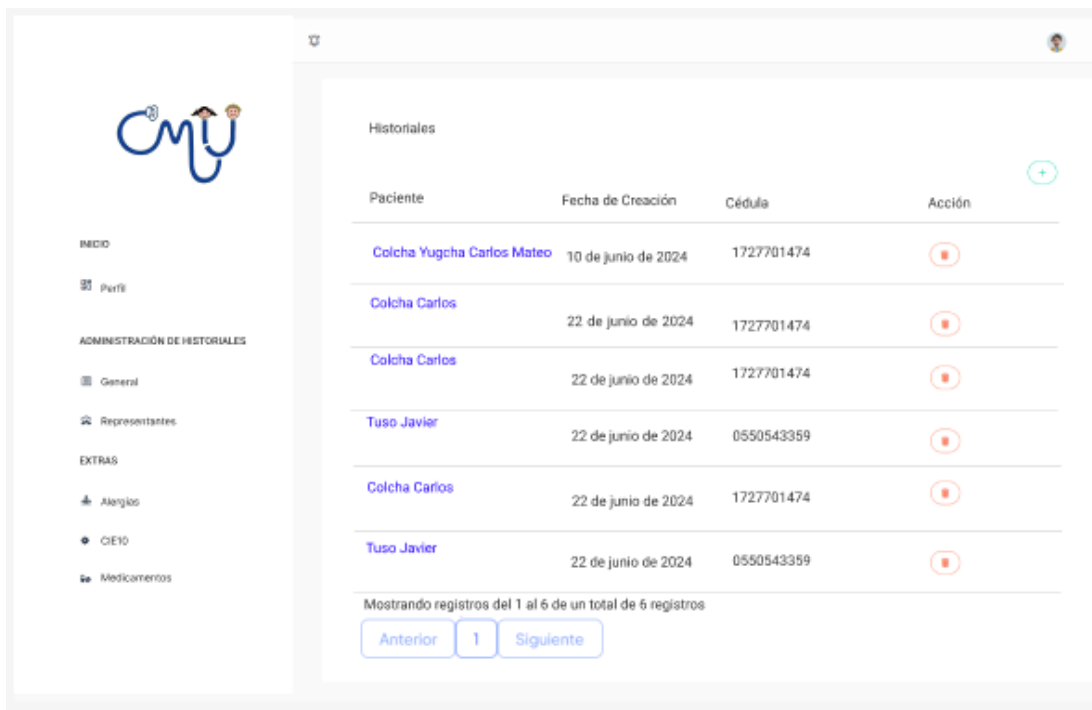 CMU
INICIO
Perfil
ADMINISTRACIÓN DE HISTORIALES
General
Representantes
EXTRAS
Alergias
CIE10
Medicamentos
Historiales
+
Paciente Fecha de Creación Cédula Acción
Colcha Yugcha Carlos Mateo 10 de junio de 2024 1727701474
Colcha Carlos 22 de junio de 2024 1727701474
Colcha Carlos 22 de junio de 2024 1727701474
Tuso Javier 22 de junio de 2024 0550543359
Colcha Carlos 22 de junio de 2024 1727701474
Tuso Javier 22 de junio de 2024 0550543359
Mostrando registros del 1 al 6 de un total de 6 registros
Anterior 1 Siguiente